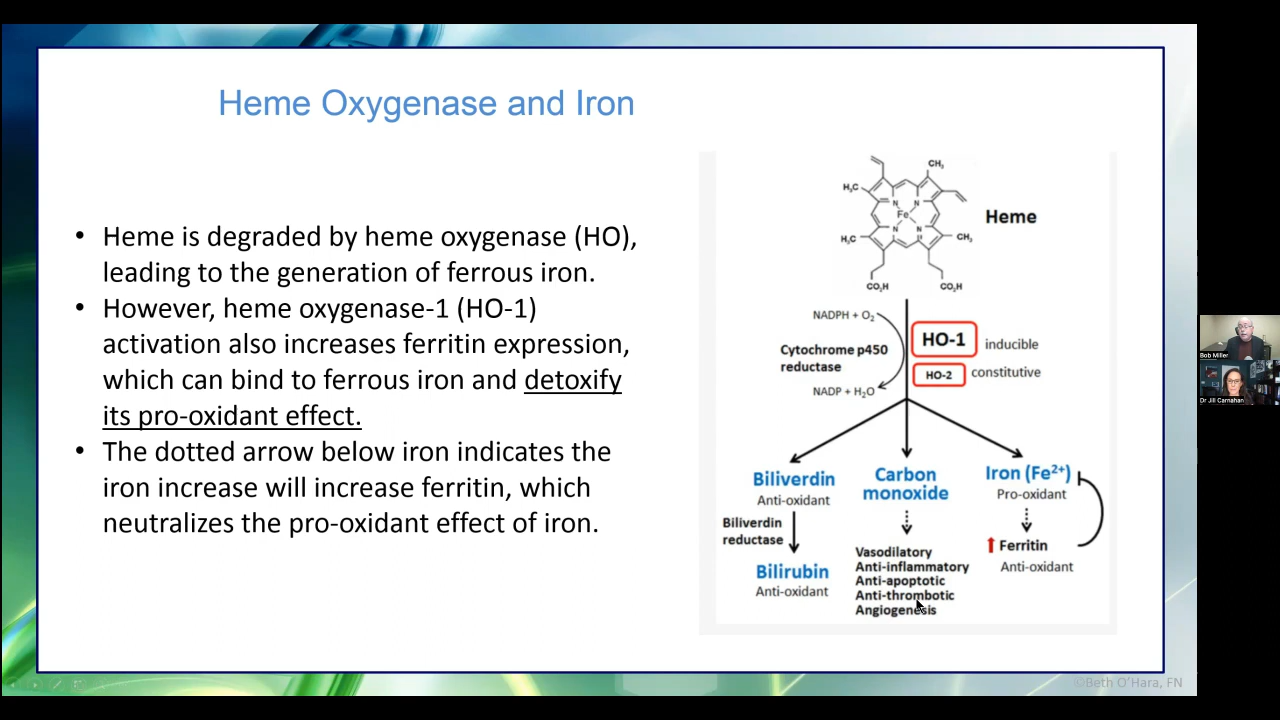 Heme Oxygenase and Iron
• Heme is degraded by heme oxygenase (HO),
leading to the generation of ferrous iron.
• However, heme oxygenase-1 (HO-1)
activation also increases ferritin expression,
which can bind to ferrous iron and detoxify
its pro-oxidant effect.
• The dotted arrow below iron indicates the
iron increase will increase ferritin, which
neutralizes the pro-oxidant effect of iron.
CH₃
H₃C
N N
Fe
N N
H₃C
CH₃
CO₂H
CO₂H
Heme
NADPH + O₂
Cytochrome p450
reductase
NADP + H₂O
HO-1
inducible
HO-2
constitutive
Biliverdin
Anti-oxidant
Biliverdin
reductase
Bilirubin
Anti-oxidant
Carbon
monoxide
Vasodilatory
Anti-inflammatory
Anti-apoptotic
Anti-thrombotic
Angiogenesis
Iron (Fe²⁺)
Pro-oxidant
Ferritin
Anti-oxidant
©Beth O'Hara, FN
Bob Miller
Dr Jill Carnahan